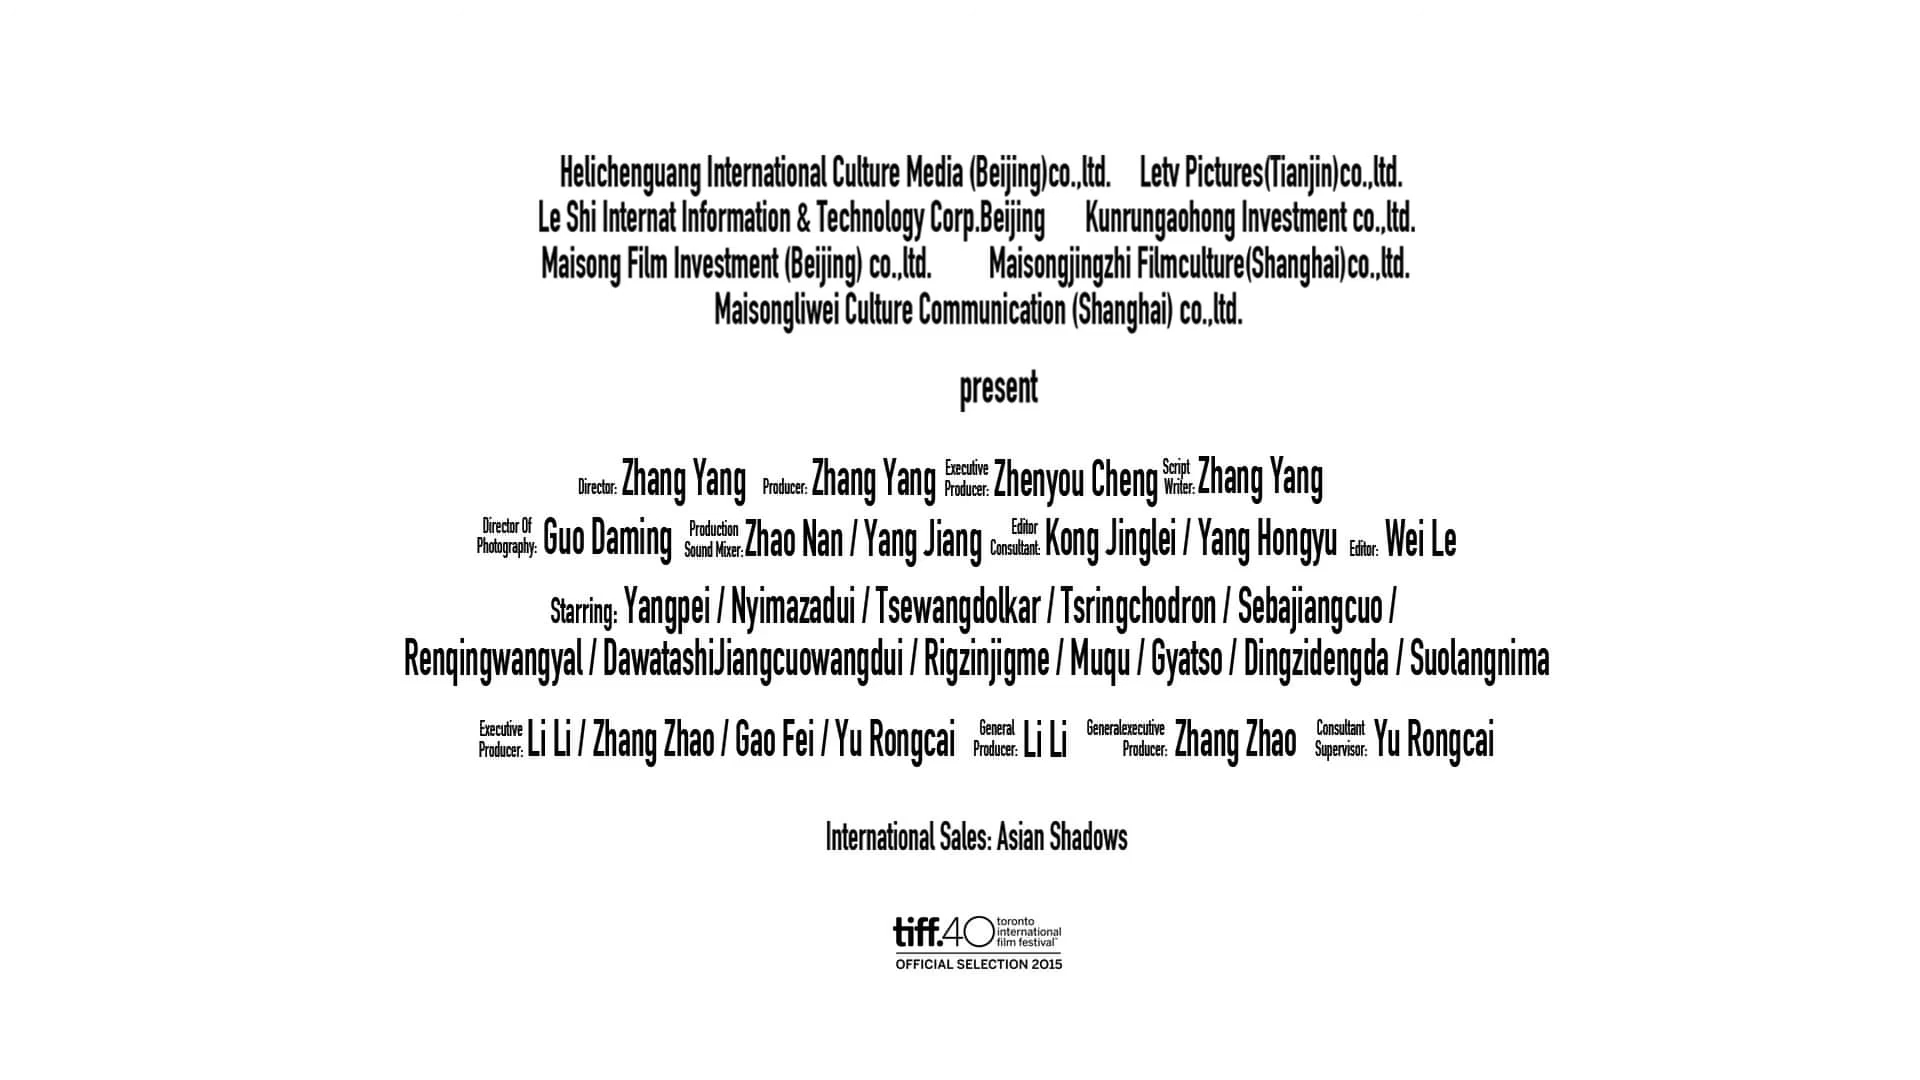 Helichenguang International Culture Media (Beijing)co.,ltd. Letv Pictures(Tianjin)co.,ltd.
Le Shi Internat Information & Technology Corp.Beijing Kunrungaohong Investment co.,ltd.
Maisong Film Investment (Beijing) co.,ltd. Maisongjingzhi Filmculture(Shanghai)co.,ltd.
Maisongliwei Culture Communication (Shanghai) co.,ltd.
present
Director: Zhang Yang Producer: Zhang Yang Executive Producer: Zhenyou Cheng Script Writer: Zhang Yang
Director Of Photography: Guo Daming Production Sound Mixer: Zhao Nan / Yang Jiang Editor Consultant: Kong Jinglei / Yang Hongyu Editor: Wei Le
Starring: Yangpei / Nyimazadui / Tsewangdolkar / Tsringchodron / Sebajiangcuo /
Renqingwangyal / DawatashiJiangcuowangdui / Rigzinjigme / Muqu / Gyatso / Dingzidengda / Suolangnima
Executive Producer: Li Li / Zhang Zhao / Gao Fei / Yu Rongcai General Producer: Li Li Generalexecutive Producer: Zhang Zhao Consultant Supervisor: Yu Rongcai
International Sales: Asian Shadows
tiff.40 toronto international film festival™
OFFICIAL SELECTION 2015